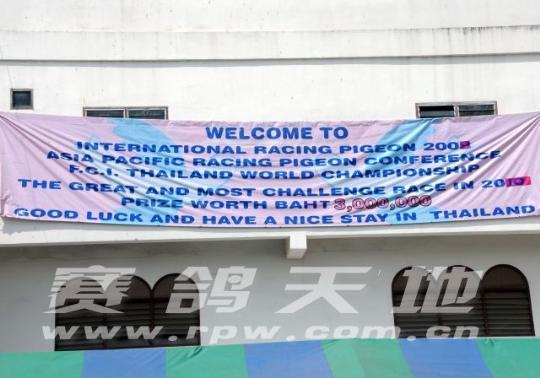 WELCOME TO
INTERNATIONAL RACING PIGEON 2008
ASIA PACIFIC RACING PIGEON CONFERENCE
F.C.I. THAILAND WORLD CHAMPIONSHIP
THE GREAT AND MOST CHALLENGE RACE IN 2010
PRIZE WORTH BAHT 3,000,000
GOOD LUCK AND HAVE A NICE STAY IN THAILAND
赛鸽天地
www.rpw.com.cn